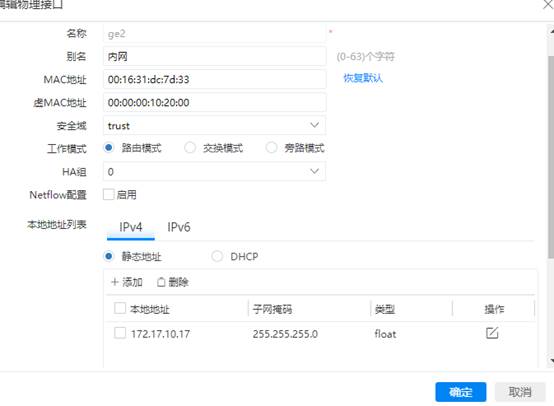 编辑物理接口
名称 ge2 *
别名 内网 (0-63)个字符
MAC地址 00:16:31:dc:7d:33 恢复默认
虚MAC地址 00:00:00:10:20:00
安全域 trust
工作模式 路由模式 交换模式 旁路模式
HA组 0
Netflow配置 启用
本地地址列表 IPv4 IPv6
静态地址 DHCP
+ 添加 删除
本地地址 子网掩码 类型 操作
172.17.10.17 255.255.255.0 float
确定 取消